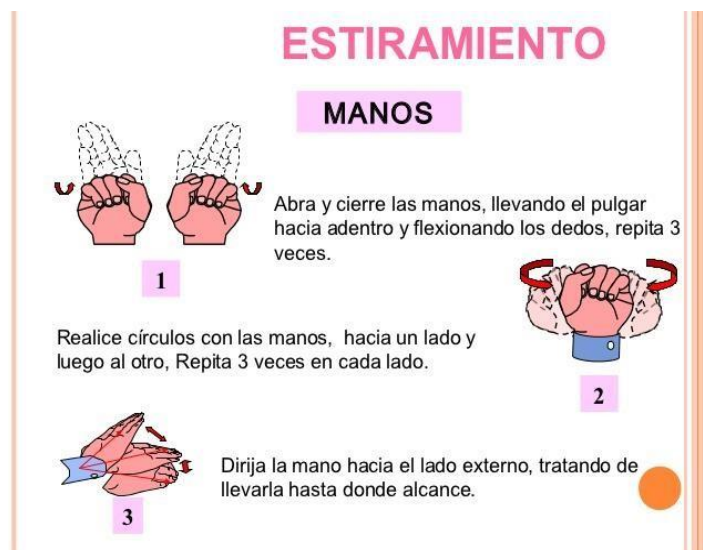 ESTIRAMIENTO
MANOS
Abra y cierre las manos, llevando el pulgar
hacia adentro y flexionando los dedos, repita 3
veces.
1
Realice círculos con las manos,  hacia un lado y
luego al otro, Repita 3 veces en cada lado.
2
Dirija la mano hacia el lado externo, tratando de
llevarla hasta donde alcance.
3